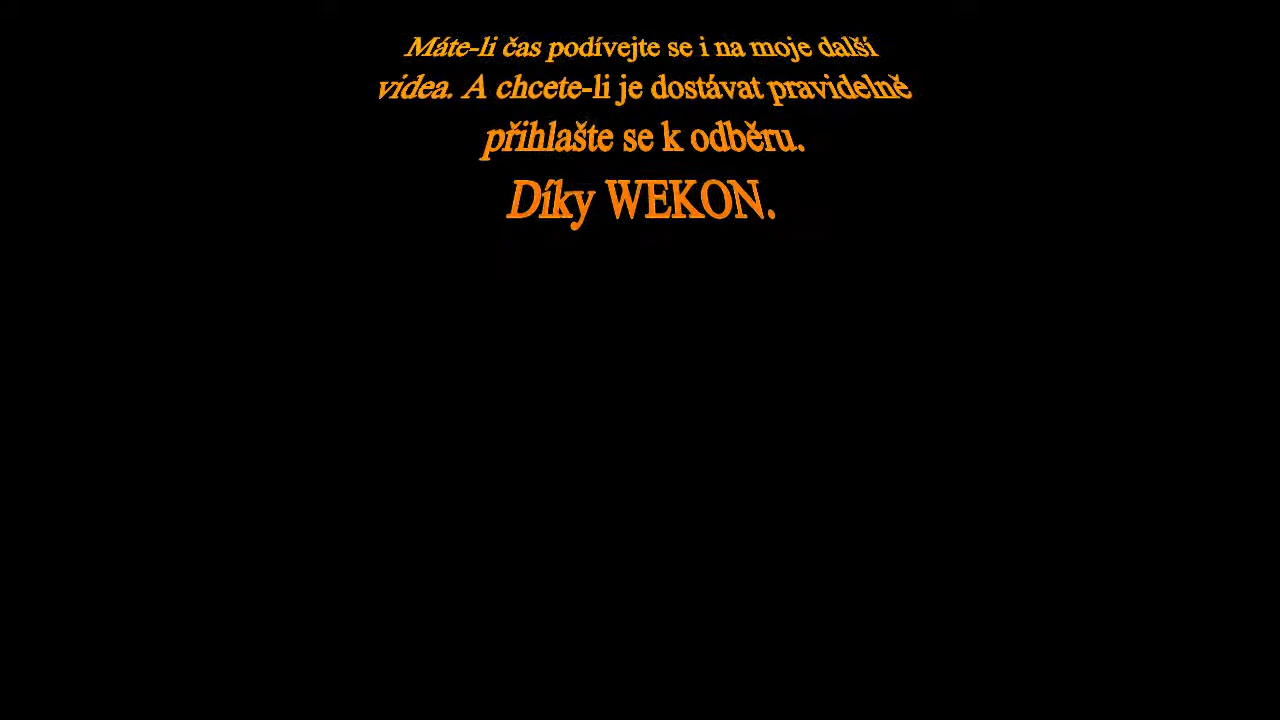 Máte-li čas podívejte se i na moje další
videa. A chcete-li je dostávat pravidelně
přihlašte se k odběru.
Díky WEKON.